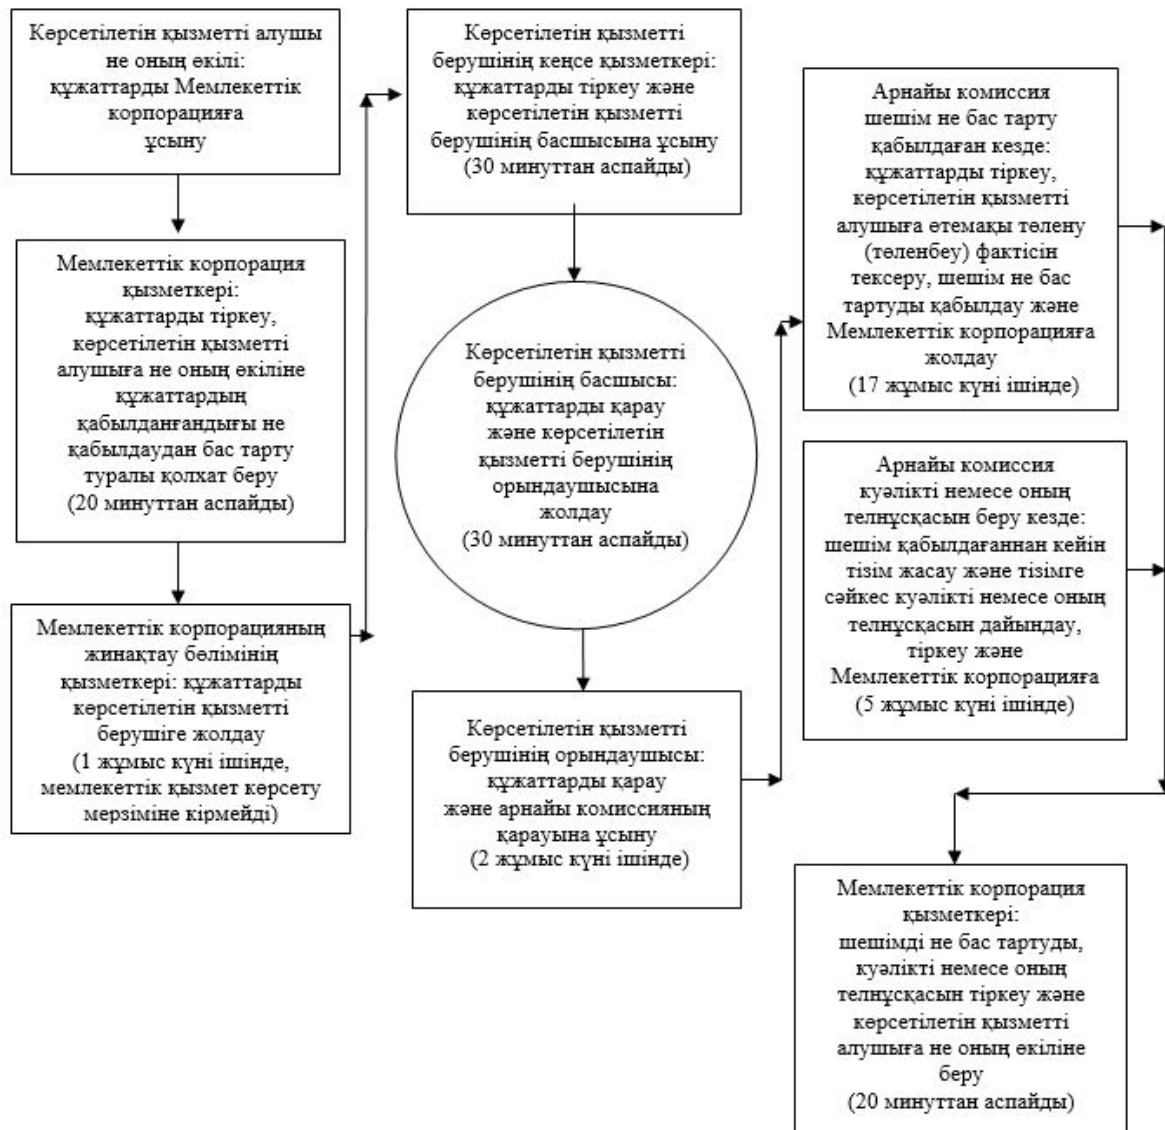 Көрсетілетін қызметті алушы
не оның өкілі:
құжаттарды Мемлекеттік
корпорацияға
ұсыну
Мемлекеттік корпорация
қызметкері:
құжаттарды тіркеу,
көрсетілетін қызметті
алушыға не оның өкіліне
құжаттардың
қабылданғандығы не
қабылдаудан бас тарту
туралы қолхат беру
(20 минуттан аспайды)
Мемлекеттік корпорацияның
жинақтау бөлімінің
қызметкері: құжаттарды
көрсетілетін қызметті
берушіге жолдау
(1 жұмыс күні ішінде,
мемлекеттік қызмет көрсету
мерзіміне кірмейді)
Көрсетілетін қызметті
берушінің кеңсе қызметкері:
құжаттарды тіркеу және
көрсетілетін қызметті
берушінің басшысына ұсыну
(30 минуттан аспайды)
Көрсетілетін қызметті
берушінің басшысы:
құжаттарды қарау
және көрсетілетін
қызметті берушінің
орындаушысына
жолдау
(30 минуттан аспайды)
Көрсетілетін қызметті
берушінің орындаушысы:
құжаттарды қарау
және арнайы комиссияның
қарауына ұсыну
(2 жұмыс күні ішінде)
Арнайы комиссия
шешім не бас тарту
қабылдаған кезде:
құжаттарды тіркеу,
көрсетілетін қызметті
алушыға өтемақы төлену
(төленбеу) фактісін
тексеру, шешім не бас
тартуды қабылдау және
Мемлекеттік корпорацияға
жолдау
(17 жұмыс күні ішінде)
Арнайы комиссия
куәлікті немесе оның
телнұсқасын беру кезде:
шешім қабылдағаннан кейін
тізім жасау және тізімге
сәйкес куәлікті немесе оның
телнұсқасын дайындау,
тіркеу және
Мемлекеттік корпорацияға
(5 жұмыс күні ішінде)
Мемлекеттік корпорация
қызметкері:
шешімді не бас тартуды,
куәлікті немесе оның
телнұсқасын тіркеу және
көрсетілетін қызметті
алушыға не оның өкіліне
беру
(20 минуттан аспайды)